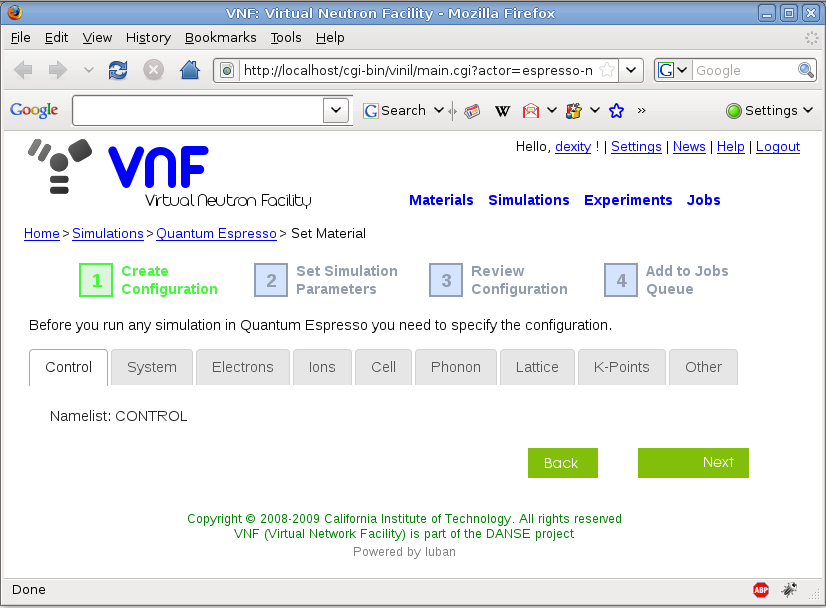 VNF: Virtual Neutron Facility - Mozilla Firefox
File Edit View History Bookmarks Tools Help
http://localhost/cgi-bin/vinil/main.cgi?actor=espresso-n
G Google
Google G Search W » Settings
VNF
Virtual Neutron Facility
Hello, dexity ! | Settings | News | Help | Logout
Materials Simulations Experiments Jobs
Home > Simulations > Quantum Espresso > Set Material
1 Create Configuration
2 Set Simulation Parameters
3 Review Configuration
4 Add to Jobs Queue
Before you run any simulation in Quantum Espresso you need to specify the configuration.
Control System Electrons Ions Cell Phonon Lattice K-Points Other
Namelist: CONTROL
Back Next
Copyright © 2008-2009 California Institute of Technology. All rights reserved
VNF (Virtual Network Facility) is part of the DANSE project
Powered by luban
Done ABP